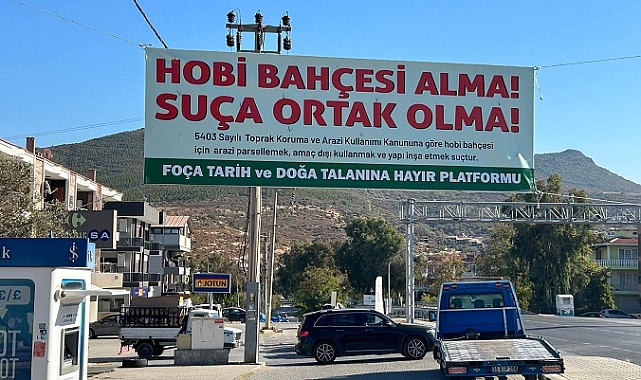 HOBİ BAHÇESİ ALMA!
SUÇA ORTAK OLMA!
5403 Sayılı Toprak Koruma ve Arazi Kullanımı Kanununa göre hobi bahçesi
için arazi parsellemek, amaç dışı kullanmak ve yapı inşa etmek suçtur.
FOÇA TARİH ve DOĞA TALANINA HAYIR PLATFORMU
SA
JOTUN
£/€